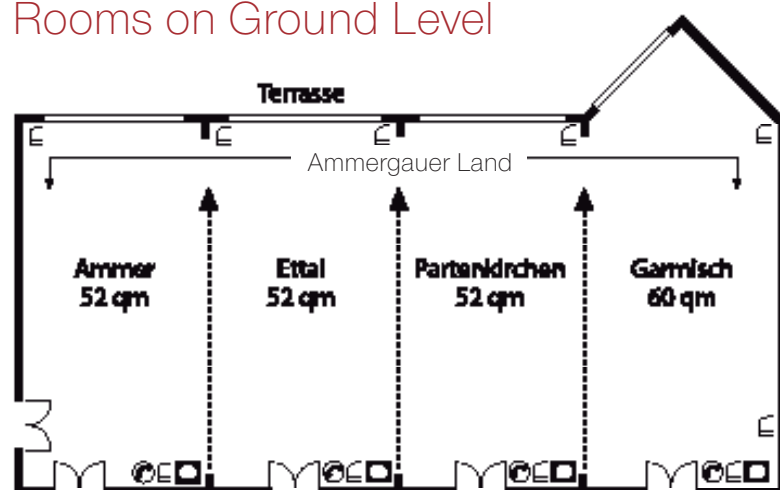 Rooms on Ground Level
Terrasse
Ammergauer Land
Ammer
52 qm
Ettal
52 qm
Partenkirchen
52 qm
Garmisch
60 qm